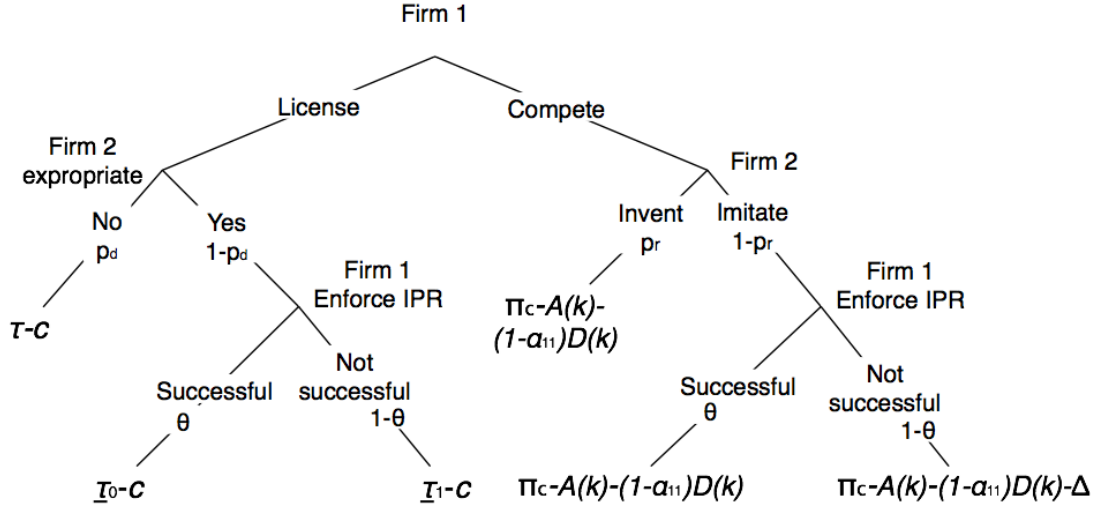 Firm 1
License
Compete
Firm 2
expropriate
Firm 2
No
pd
Yes
1-pd
Invent
pr
Imitate
1-pr
Firm 1
Enforce IPR
Firm 1
Enforce IPR
τ-c
πc-A(k)-
(1-α11)D(k)
Successful
θ
Not
successful
1-θ
Successful
θ
Not
successful
1-θ
τ0-c
τ1-c
πc-A(k)-(1-α11)D(k)
πc-A(k)-(1-α11)D(k)-Δ